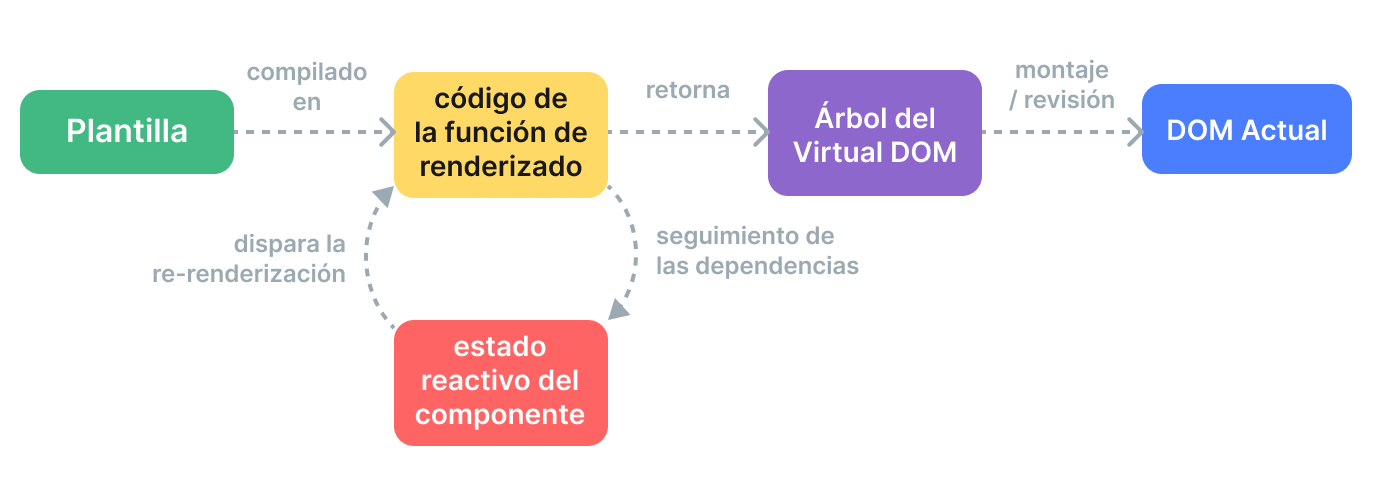 Plantilla
compilado
en
código de
la función de
renderizado
retorna
Árbol del
Virtual DOM
montaje
/ revisión
DOM Actual
dispara la
re-renderización
seguimiento de
las dependencias
estado
reactivo del
componente